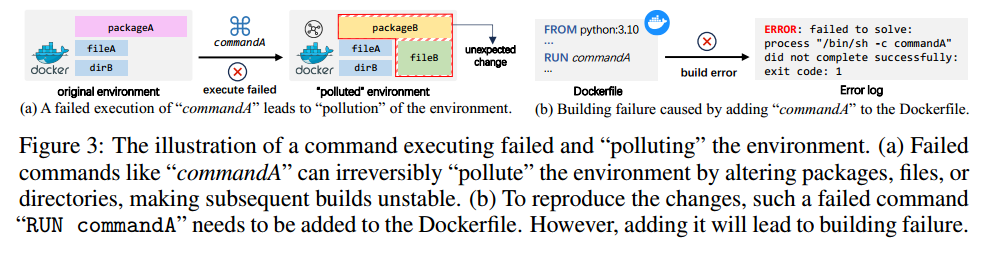 packageA
fileA
dirB
docker
original environment
commandA
execute failed
packageB
fileA
dirB
fileB
docker
"polluted" environment
unexpected
change
(a) A failed execution of “commandA” leads to “pollution” of the environment.
FROM python:3.10
...
RUN commandA
...
Dockerfile
build error
ERROR: failed to solve:
process "/bin/sh -c commandA"
did not complete successfully:
exit code: 1
Error log
(b) Building failure caused by adding “commandA” to the Dockerfile.
Figure 3: The illustration of a command executing failed and “polluting” the environment. (a) Failed
commands like “commandA” can irreversibly “pollute” the environment by altering packages, files, or
directories, making subsequent builds unstable. (b) To reproduce the changes, such a failed command
“RUN commandA” needs to be added to the Dockerfile. However, adding it will lead to building failure.